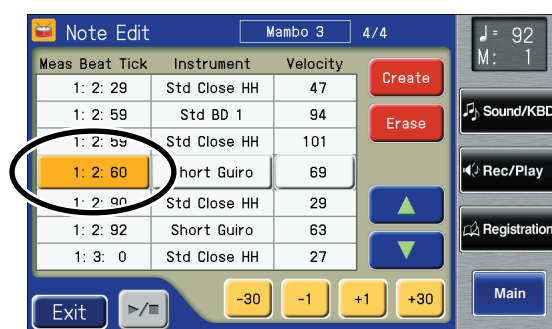 Note Edit
Mambo 3
4/4
♩= 92
M: 1
Meas Beat Tick Instrument Velocity
1: 2: 29 Std Close HH 47
1: 2: 59 Std BD 1 94
1: 2: 59 Std Close HH 101
1: 2: 60 Short Guiro 69
1: 2: 90 Std Close HH 29
1: 2: 92 Short Guiro 63
1: 3: 0 Std Close HH 27
Create
Erase
Sound/KBD
Rec/Play
Registration
Main
Exit
-30
-1
+1
+30